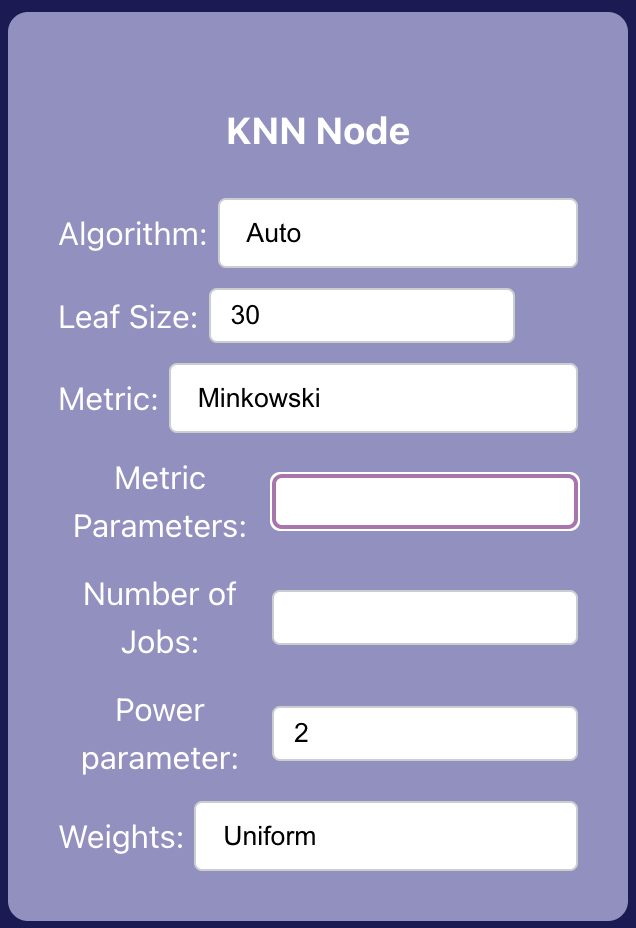 KNN Node
Algorithm: Auto
Leaf Size: 30
Metric: Minkowski
Metric
Parameters:
Number of
Jobs:
Power
parameter: 2
Weights: Uniform